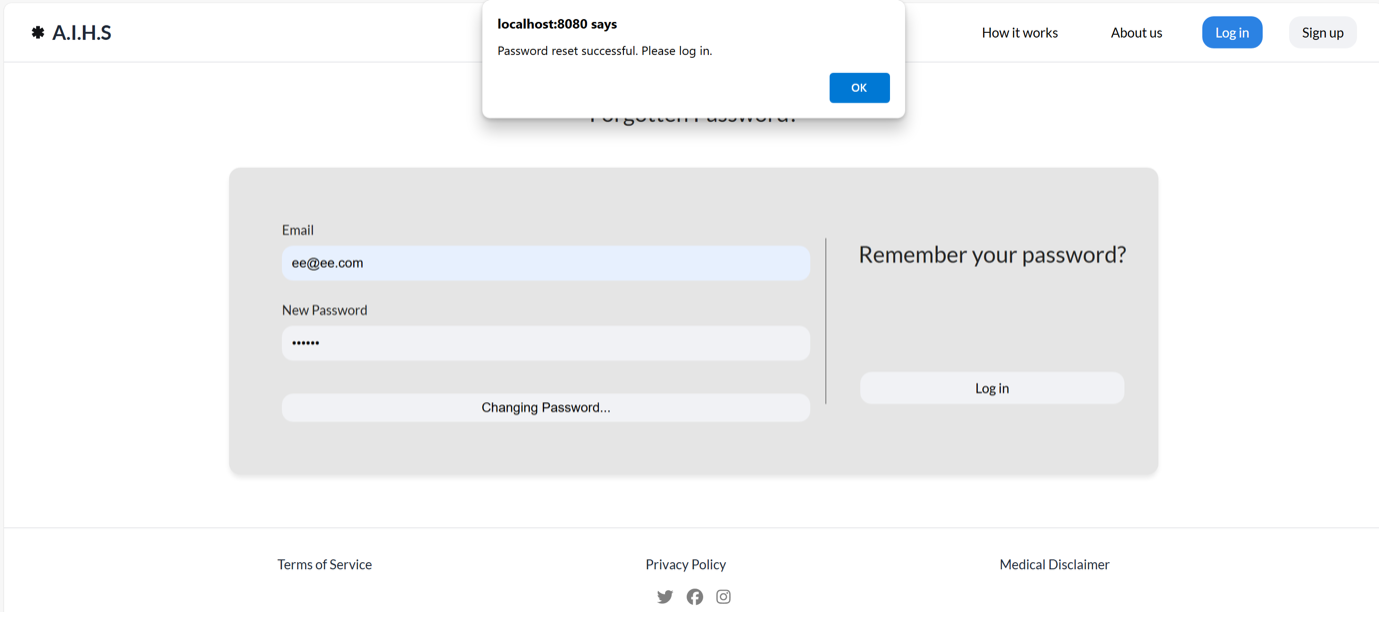 A.I.H.S
How it works
About us
Log in
Sign up
localhost:8080 says
Password reset successful. Please log in.
OK
Forgotten Password?
Email
ee@ee.com
New Password
••••••
Changing Password...
Remember your password?
Log in
Terms of Service
Privacy Policy
Medical Disclaimer